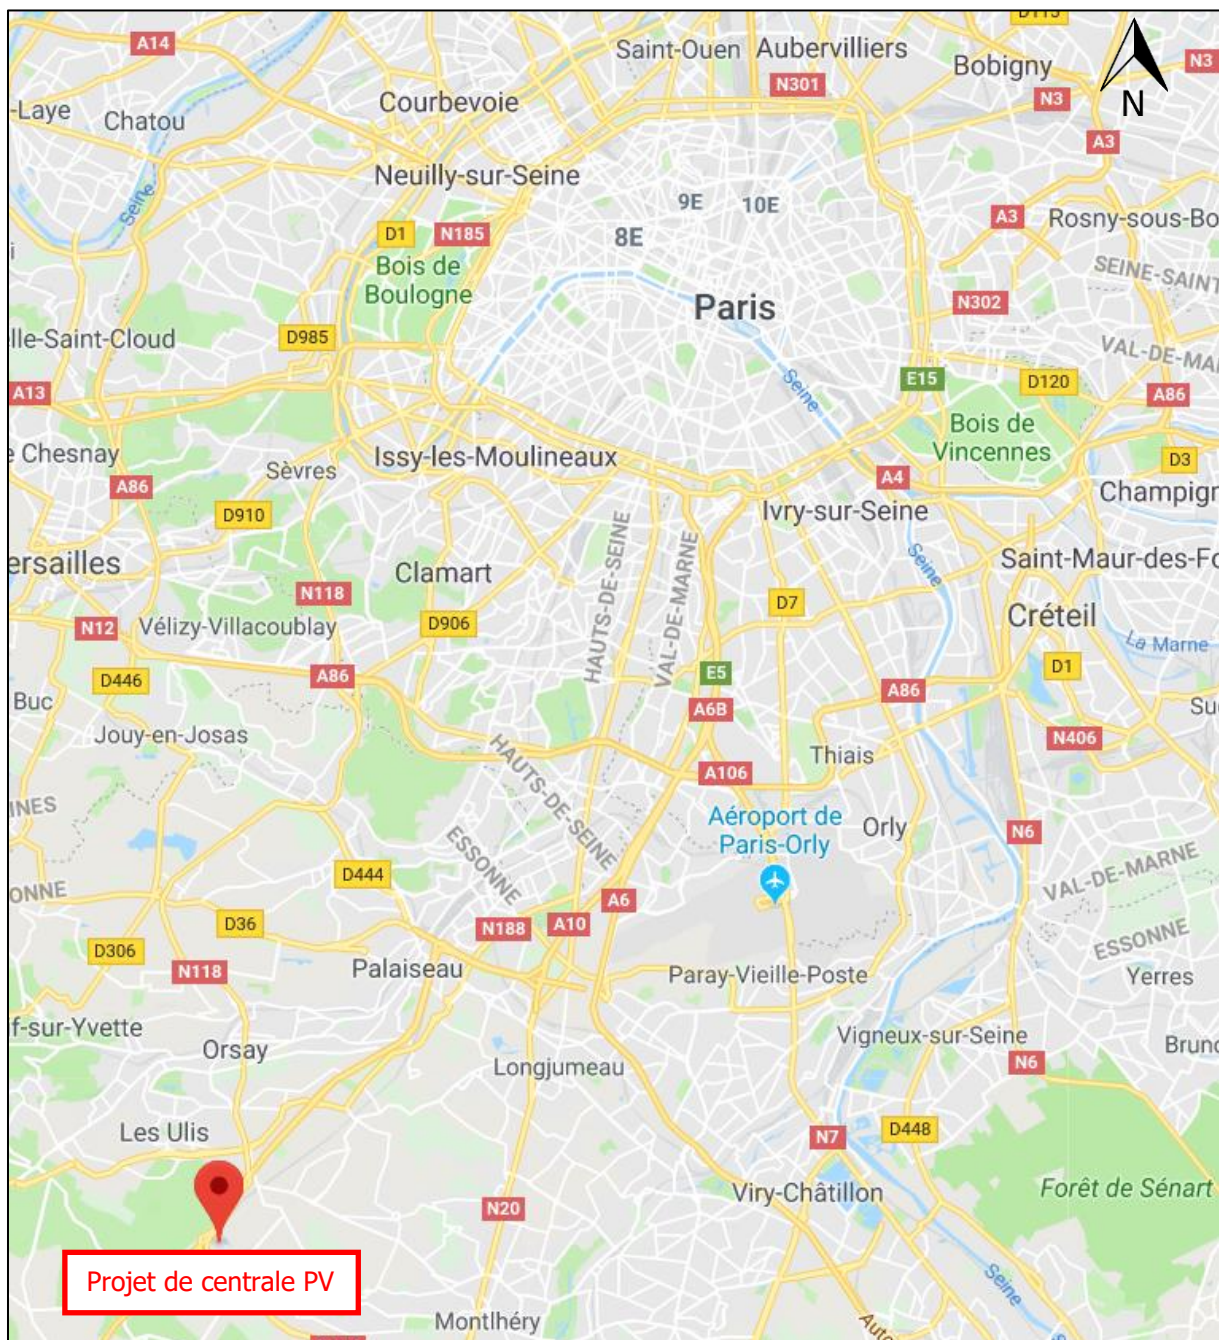 D115
A14
Saint-Ouen
Aubervilliers
Bobigny
N3
N301
N3
N
-Laye
Chatou
Courbevoie
A3
Neuilly-sur-Seine
Seine
9E
10E
A3
Rosny-sous-Bo
D1
N185
8E
Bois de
Boulogne
SEINE-SAINT
Paris
N302
elle-Saint-Cloud
D985
VAL-DE-MAR
A13
Seine
E15
D120
A86
Bois de
Vincennes
e Chesnay
Sèvres
Issy-les-Moulineaux
D3
A86
A4
Champign
D910
Ivry-sur-Seine
HAUTS-DE-SEINE
VAL-DE-MARNE
ersailles
Clamart
Seine
Saint-Maur-des-Fo
N118
D7
Créteil
N12
Vélizy-Villacoublay
D906
La Marne
D446
A86
E5
D1
A86
Buc
A6B
Su
Jouy-en-Josas
HAUTS-DE-SEINE
Thiais
N406
A106
INES
ESSONNE
Aéroport de
Paris-Orly
Orly
N6
D444
VAL-DE-MARNE
ONNE
A6
D36
N188
A10
D306
ESSONNE
N118
Palaiseau
Paray-Vieille-Poste
Yerres
f-sur-Yvette
Orsay
Vigneux-sur-Seine
Brun
Longjumeau
N6
Les Ulis
N7
D448
Viry-Châtillon
Forêt de Sénart
N20
Projet de centrale PV
Seine
Montlhéry
Auto